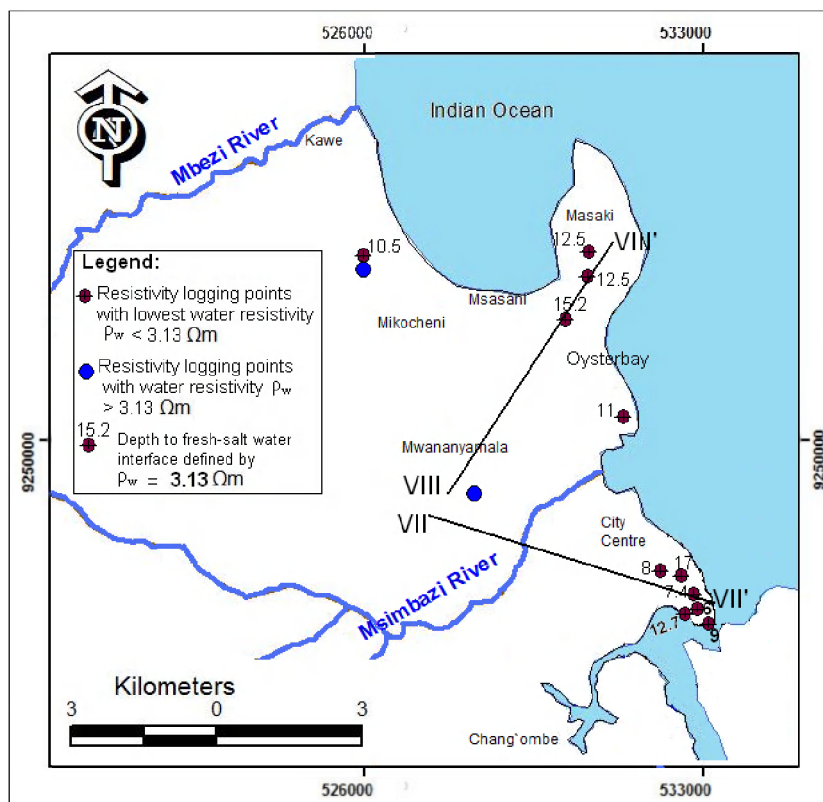 526000
533000
N
Indian Ocean
Mbezi River
Kawe
Masaki
12.5
VIII'
10.5
12.5
Legend:
Resistivity logging points
with lowest water resistivity
ρw < 3.13 Ωm
Resistivity logging points
with water resistivity ρw
> 3.13 Ωm
15.2
Depth to fresh-salt water
interface defined by
ρw = 3.13 Ωm
Msasani
Mikocheni
15.2
Oysterbay
11
Mwananyamala
9250000
9250000
VIII
VII
City
Centre
8
17
7.4
VII'
6
12.7
9
Msimbazi River
Kilometers
3
0
3
Chang`ombe
526000
533000